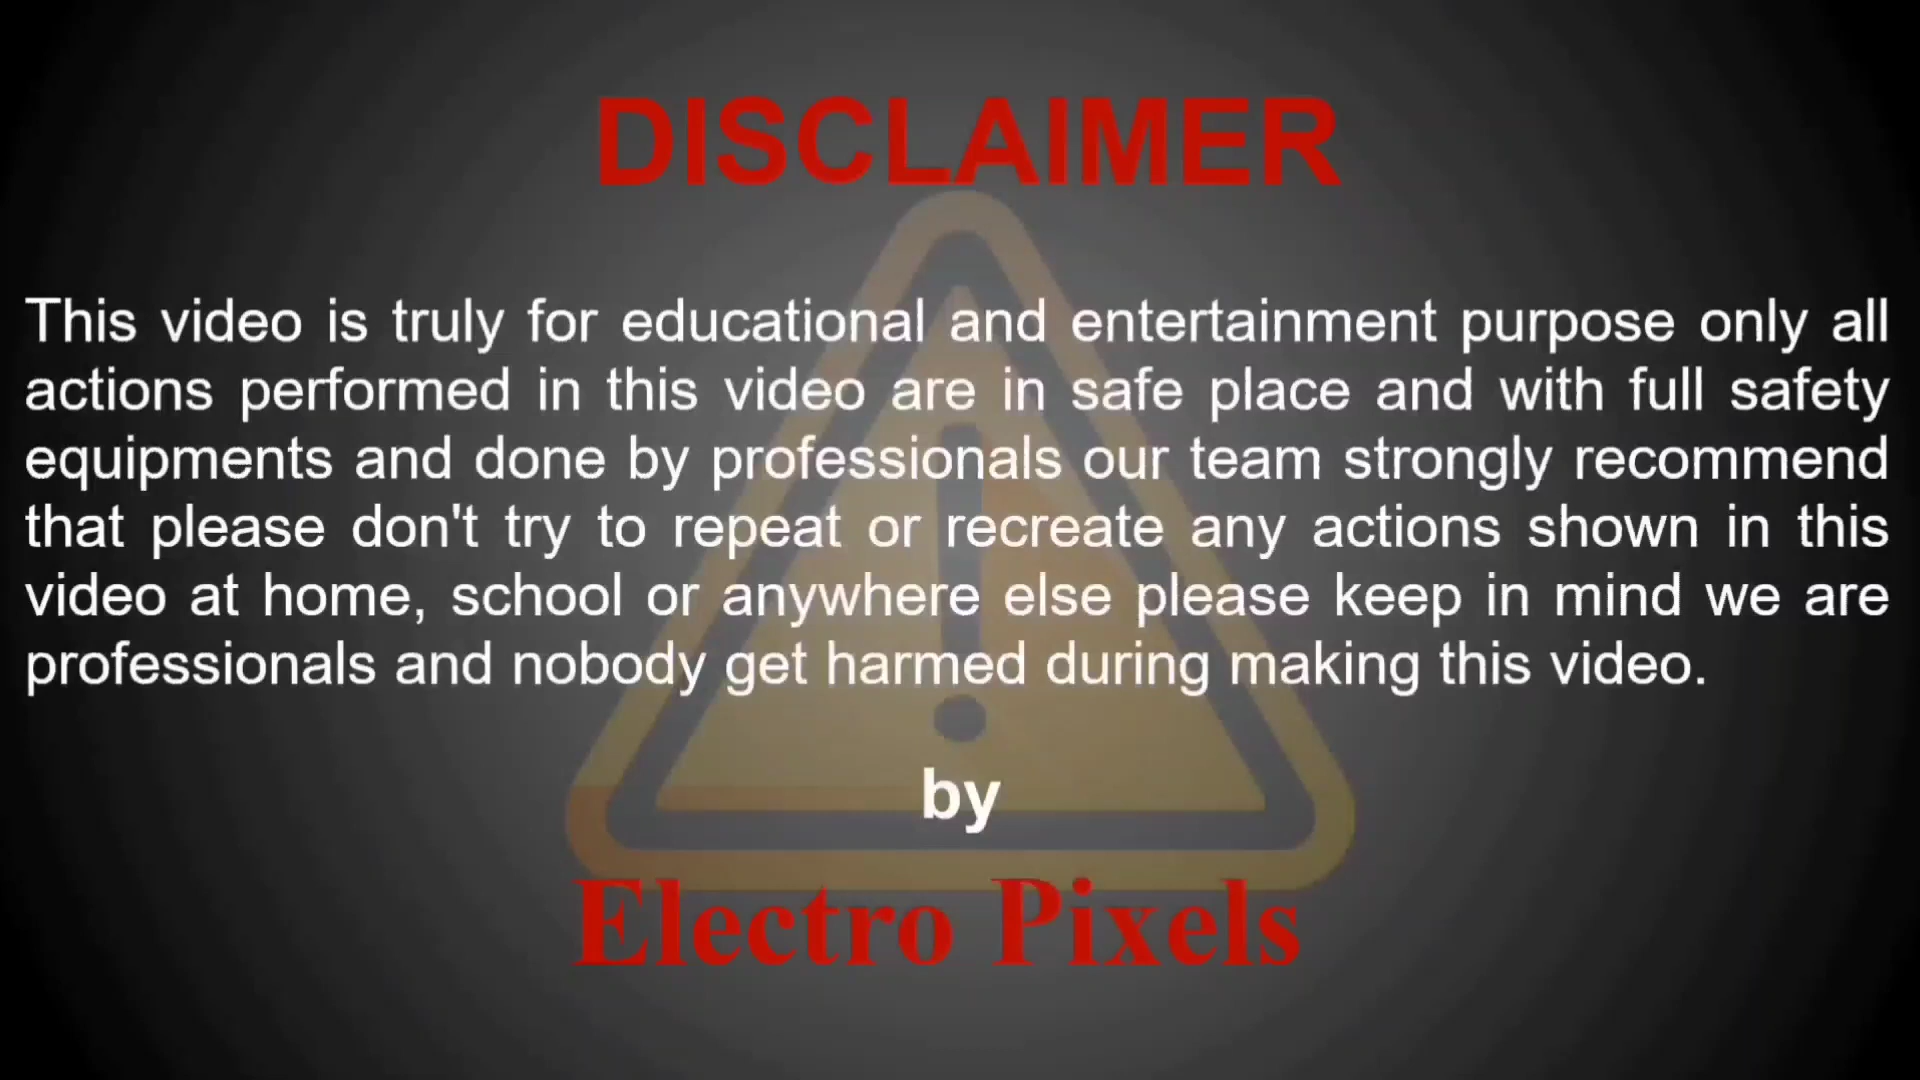 DISCLAIMER
This video is truly for educational and entertainment purpose only all
actions performed in this video are in safe place and with full safety
equipments and done by professionals our team strongly recommend
that please don't try to repeat or recreate any actions shown in this
video at home, school or anywhere else please keep in mind we are
professionals and nobody get harmed during making this video.
by
Electro Pixels